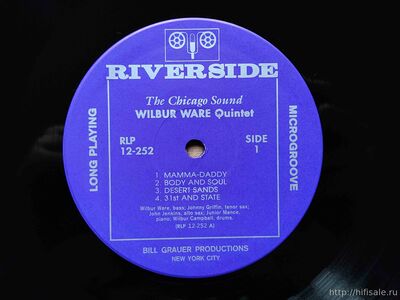 RIVERSIDE
The Chicago Sound
WILBUR WARE Quintet
LONG PLAYING
MICROGROOVE
RLP
12-252
SIDE
1
1. MAMMA-DADDY
2. BODY AND SOUL
3. DESERT SANDS
4. 31st AND STATE
Wilbur Ware, bass; Johnny Griffin, tenor sax;
John Jenkins, alto sax; Junior Mance,
piano; Wilbur Campbell, drums.
(RLP 12-252 A)
BILL GRAUER PRODUCTIONS
NEW YORK CITY
http://hifisale.ru